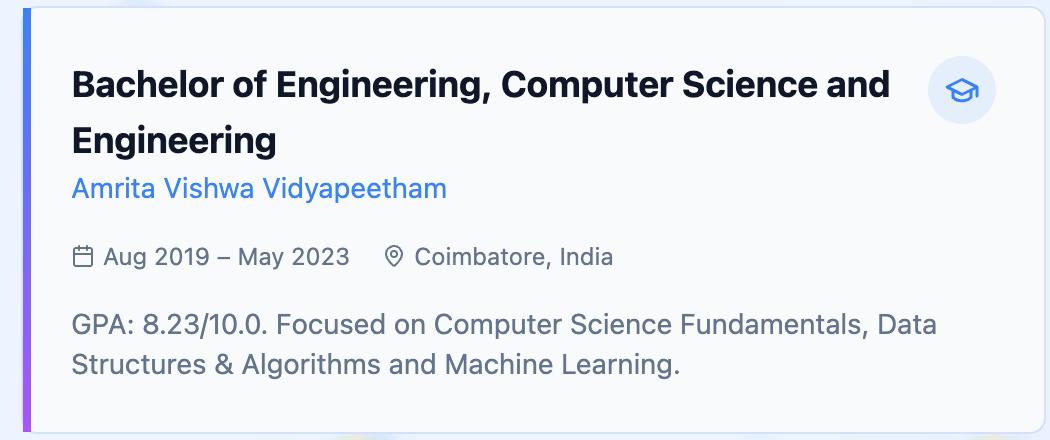 Bachelor of Engineering, Computer Science and
Engineering
Amrita Vishwa Vidyapeetham
Aug 2019 – May 2023 Coimbatore, India
GPA: 8.23/10.0. Focused on Computer Science Fundamentals, Data
Structures & Algorithms and Machine Learning.